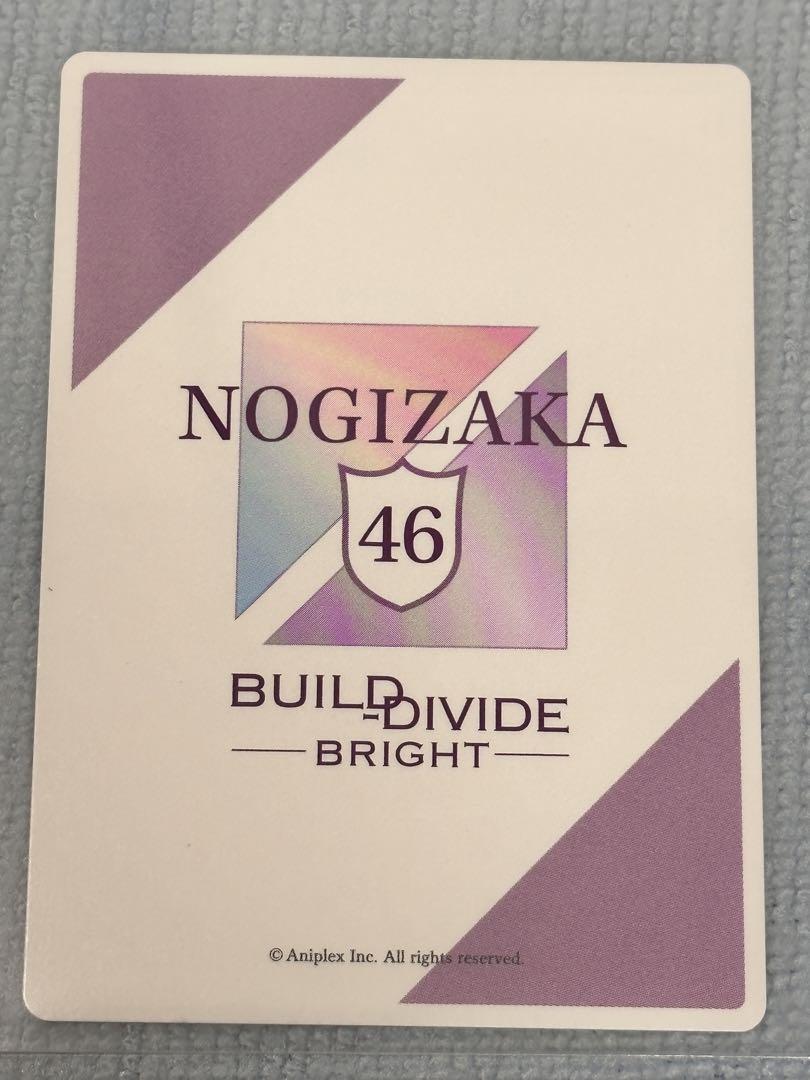 NOGIZAKA
46
BUILD-DIVIDE
BRIGHT
© Aniplex Inc. All rights reserved.